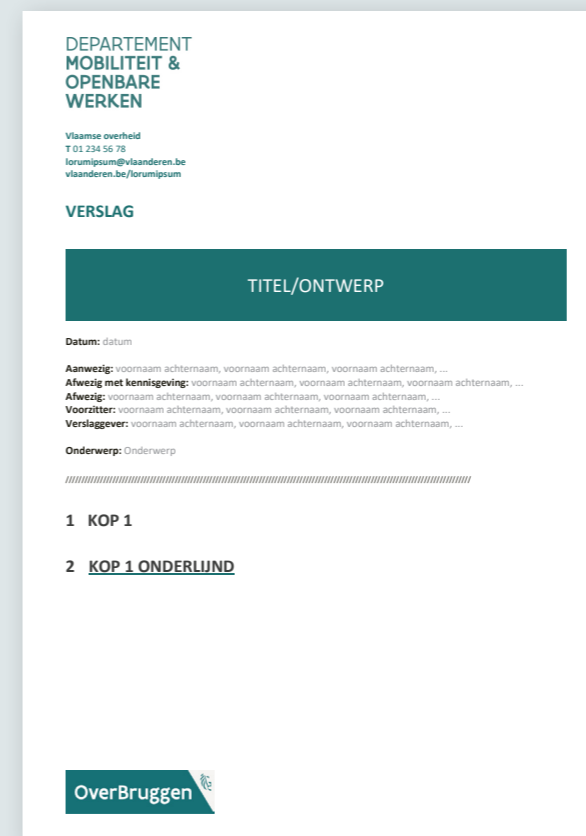 DEPARTEMENT
MOBILITEIT &
OPENBARE
WERKEN
Vlaamse overheid
T 01 234 56 78
lorumipsum@vlaanderen.be
vlaanderen.be/lorumipsum
VERSLAG
TITEL/ONTWERP
Datum: datum
Aanwezig: voornaam achternaam, voornaam achternaam, voornaam achternaam, ...
Afwezig met kennisgeving: voornaam achternaam, voornaam achternaam, voornaam achternaam, ...
Afwezig: voornaam achternaam, voornaam achternaam, voornaam achternaam, ...
Voorzitter: voornaam achternaam, voornaam achternaam, voornaam achternaam, ...
Verslaggever: voornaam achternaam, voornaam achternaam, voornaam achternaam, ...
Onderwerp: Onderwerp
1 KOP 1
2 KOP 1 ONDERLIJND
OverBruggen